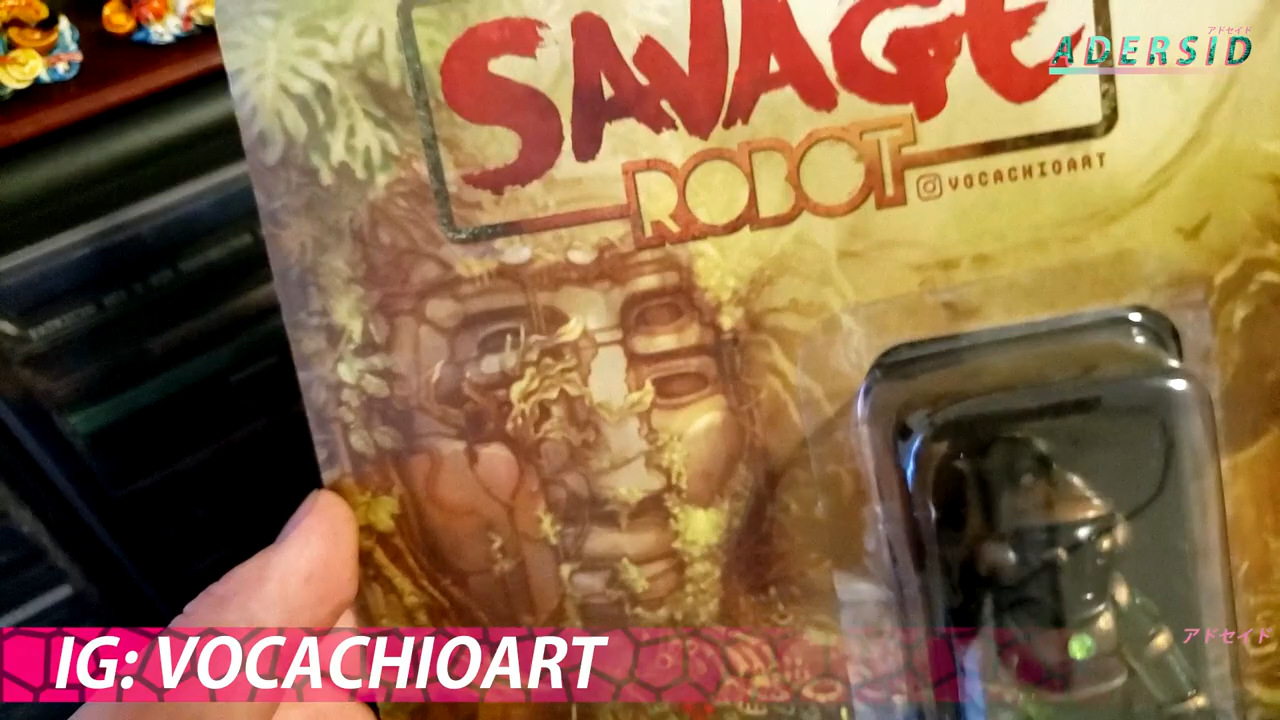 SAVAGE
アドセイド
ADERSID
ROBOT
VOCACHIOART
IG: VOCACHIOART
アドセイド